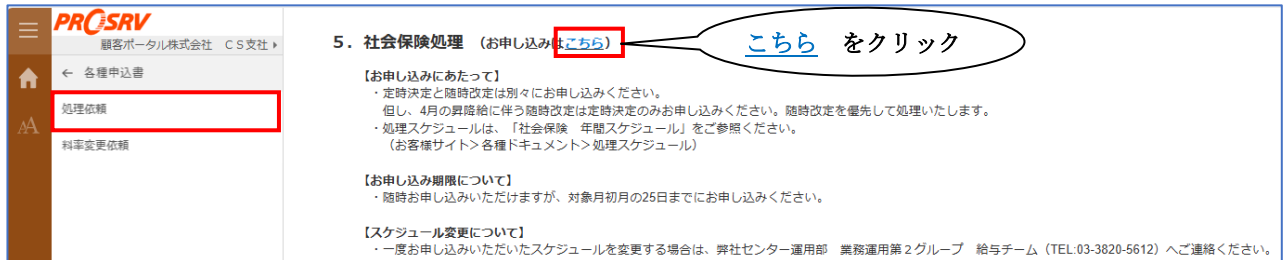 PROSRV
顧客ポータル株式会社 CS支社
← 各種申込書
処理依頼
料率変更依頼
AA
5. 社会保険処理 (お申し込みはこちら)
こちら をクリック
【お申し込みにあたって】
・定時決定と随時改定は別々にお申し込みください。
但し、4月の昇降給に伴う随時改定は定時決定のみお申し込みください。随時改定を優先して処理いたします。
・処理スケジュールは、「社会保険 年間スケジュール」をご参照ください。
(お客様サイト>各種ドキュメント>処理スケジュール)
【お申し込み期限について】
・随時お申し込みいただけますが、対象月初月の25日までにお申し込みください。
【スケジュール変更について】
・一度お申し込みいただいたスケジュールを変更する場合は、弊社センター運用部 業務運用第2グループ 給与チーム (TEL:03-3820-5612) へご連絡ください。